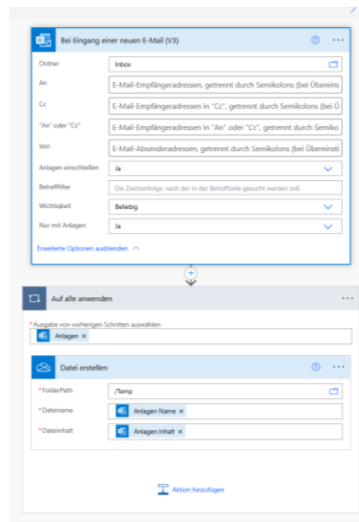 Bei Eingang einer neuen E-Mail (V3)
Ordner
Inbox
An
E-Mail-Empfängeradressen, getrennt durch Semikolons (bei Übereins
Cc
E-Mail-Empfängeradressen in "Cc", getrennt durch Semikolons (bei Ü
"An" oder "Cc"
E-Mail-Empfängeradressen in "An" oder "Cc", getrennt durch Semiko
Von
E-Mail-Absenderadressen, getrennt durch Semikolons (bei Übereinsti
Anlagen einschließen
Ja
Betrefffilter
Die Zeichenfolge, nach der in der Betreffzeile gesucht werden soll.
Wichtigkeit
Beliebig
Nur mit Anlagen
Ja
Erweiterte Optionen ausblenden
Auf alle anwenden
*Ausgabe von vorherigen Schritten auswählen
Anlagen ×
Datei erstellen
*FolderPath
/Temp
*Dateiname
Anlagen Name ×
*Dateiinhalt
Anlagen Inhalt ×
Aktion hinzufügen